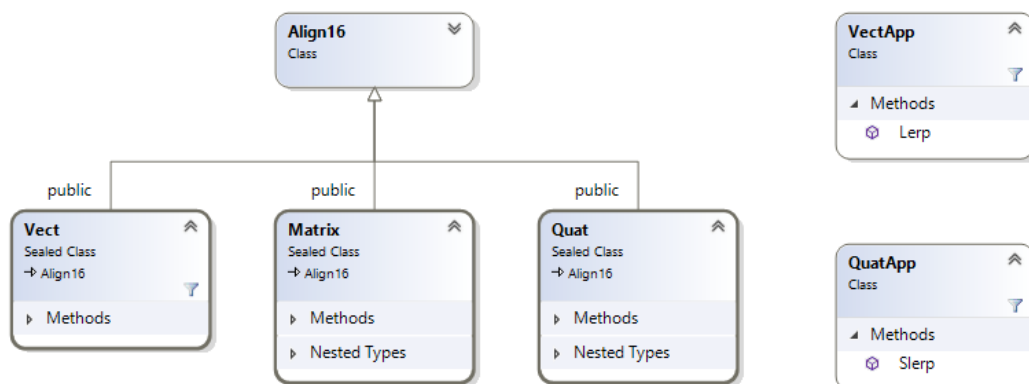 Align16
Class
VectApp
Class
Methods
Lerp
public
public
public
Vect
Sealed Class
Align16
Methods
Matrix
Sealed Class
Align16
Methods
Nested Types
Quat
Sealed Class
Align16
Methods
Nested Types
QuatApp
Class
Methods
Slerp